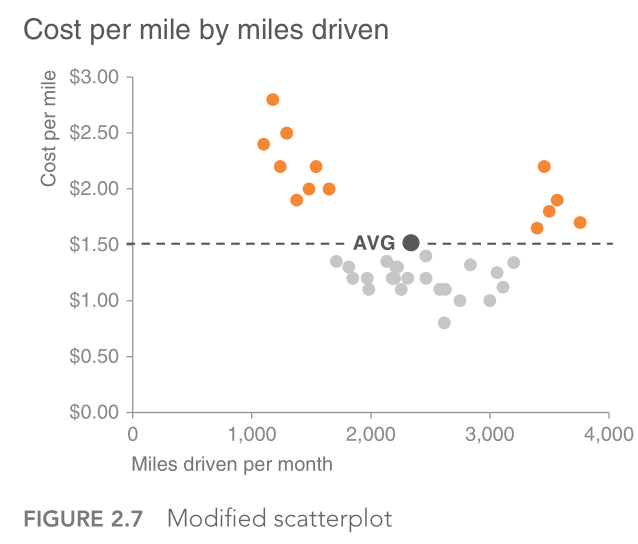 Cost per mile by miles driven
Cost per mile
$3.00
$2.50
$2.00
$1.50
$1.00
$0.50
$0.00
AVG
0 1,000 2,000 3,000 4,000
Miles driven per month
FIGURE 2.7 Modified scatterplot